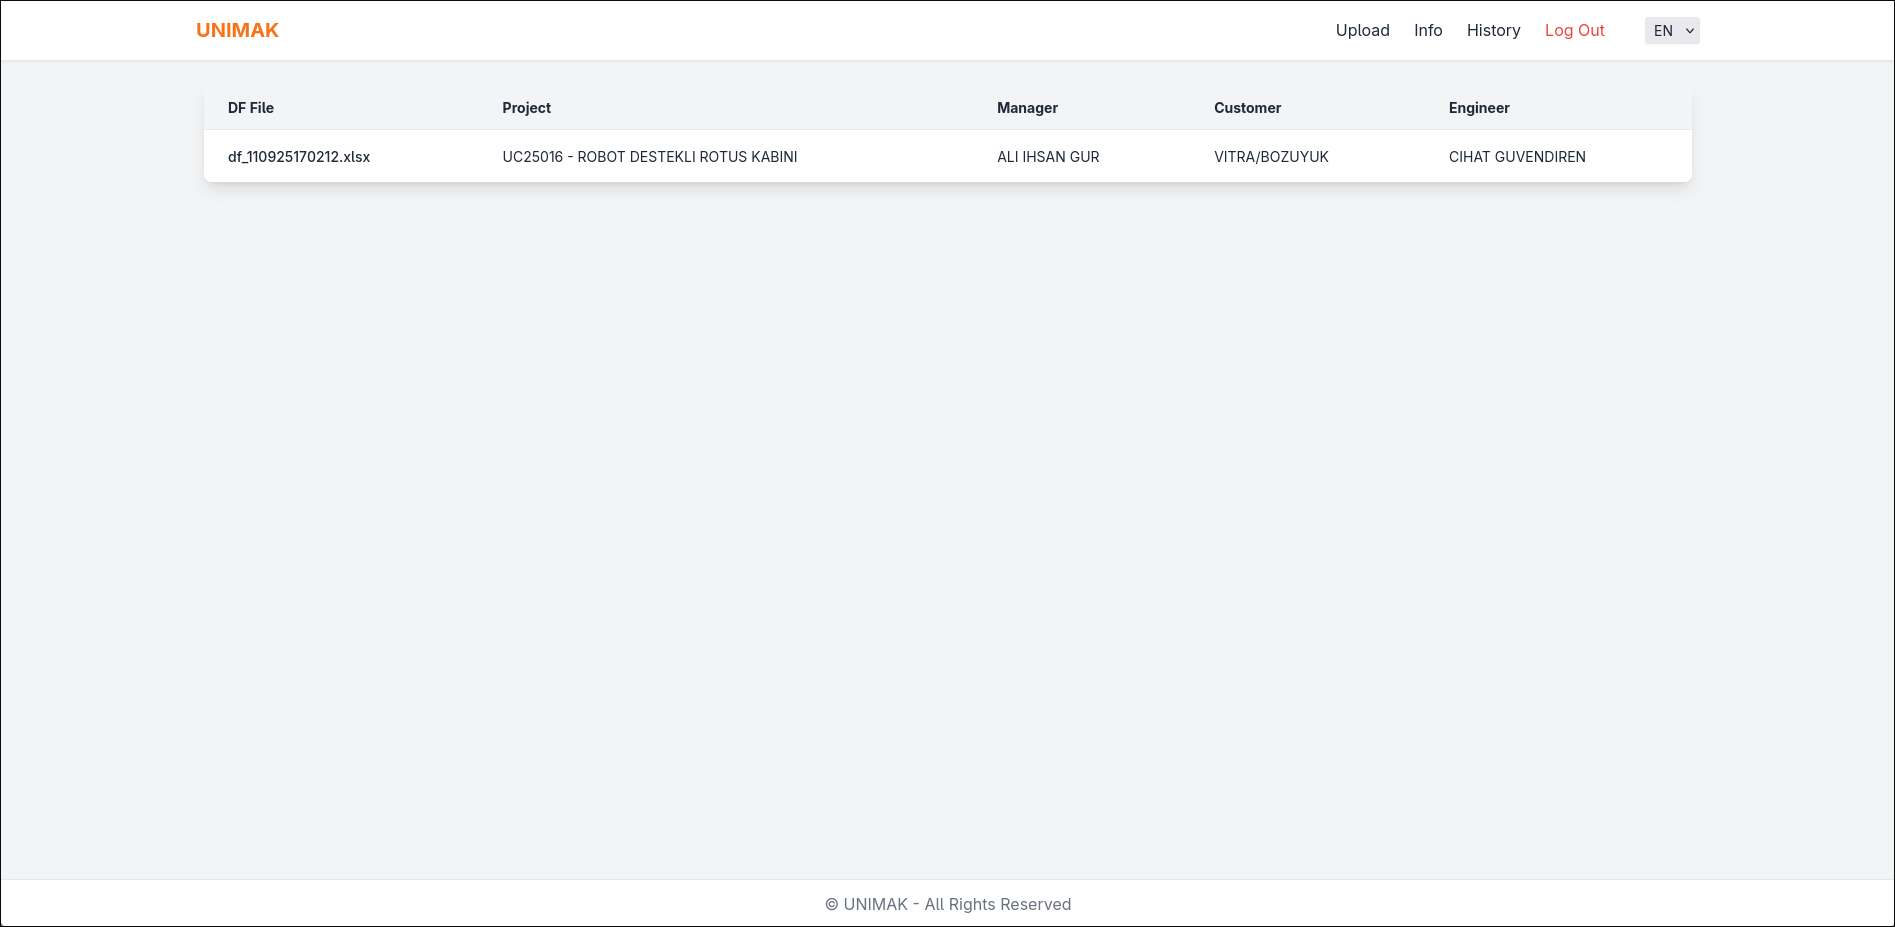 UNIMAK Upload Info History Log Out EN
DF File Project Manager Customer Engineer
df_110925170212.xlsx UC25016 - ROBOT DESTEKLI ROTUS KABINI ALI IHSAN GUR VITRA/BOZUYUK CIHAT GUVENDIREN
© UNIMAK - All Rights Reserved